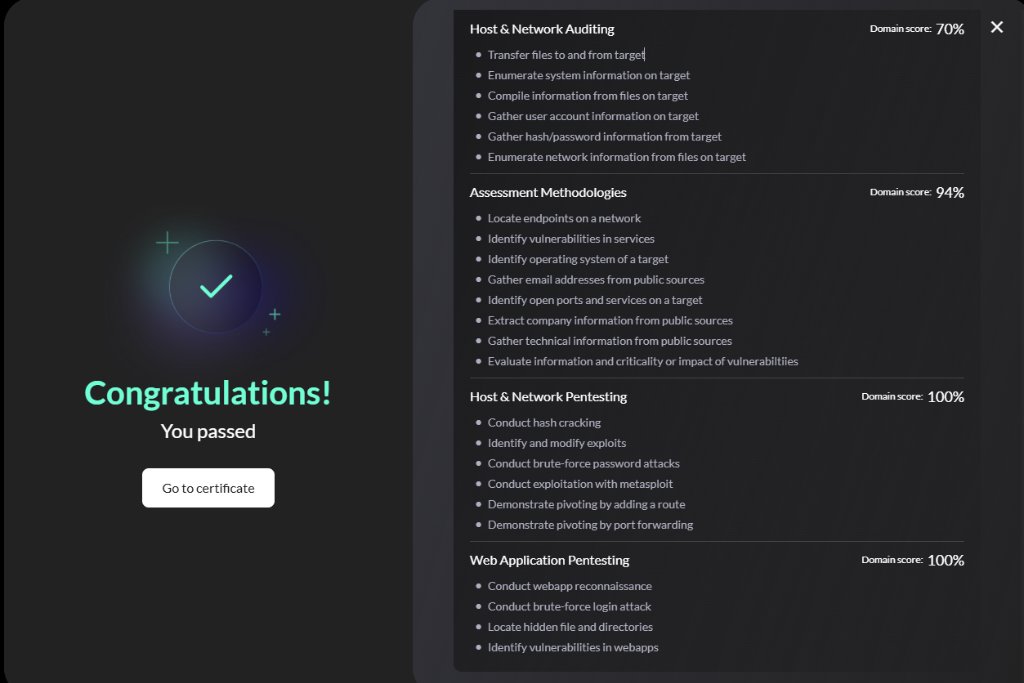 Congratulations!
You passed
Go to certificate
Host & Network Auditing Domain score: 70%
Transfer files to and from target
Enumerate system information on target
Compile information from files on target
Gather user account information on target
Gather hash/password information from target
Enumerate network information from files on target
Assessment Methodologies Domain score: 94%
Locate endpoints on a network
Identify vulnerabilities in services
Identify operating system of a target
Gather email addresses from public sources
Identify open ports and services on a target
Extract company information from public sources
Gather technical information from public sources
Evaluate information and criticality or impact of vulnerabiltiies
Host & Network Pentesting Domain score: 100%
Conduct hash cracking
Identify and modify exploits
Conduct brute-force password attacks
Conduct exploitation with metasploit
Demonstrate pivoting by adding a route
Demonstrate pivoting by port forwarding
Web Application Pentesting Domain score: 100%
Conduct webapp reconnaissance
Conduct brute-force login attack
Locate hidden file and directories
Identify vulnerabilities in webapps